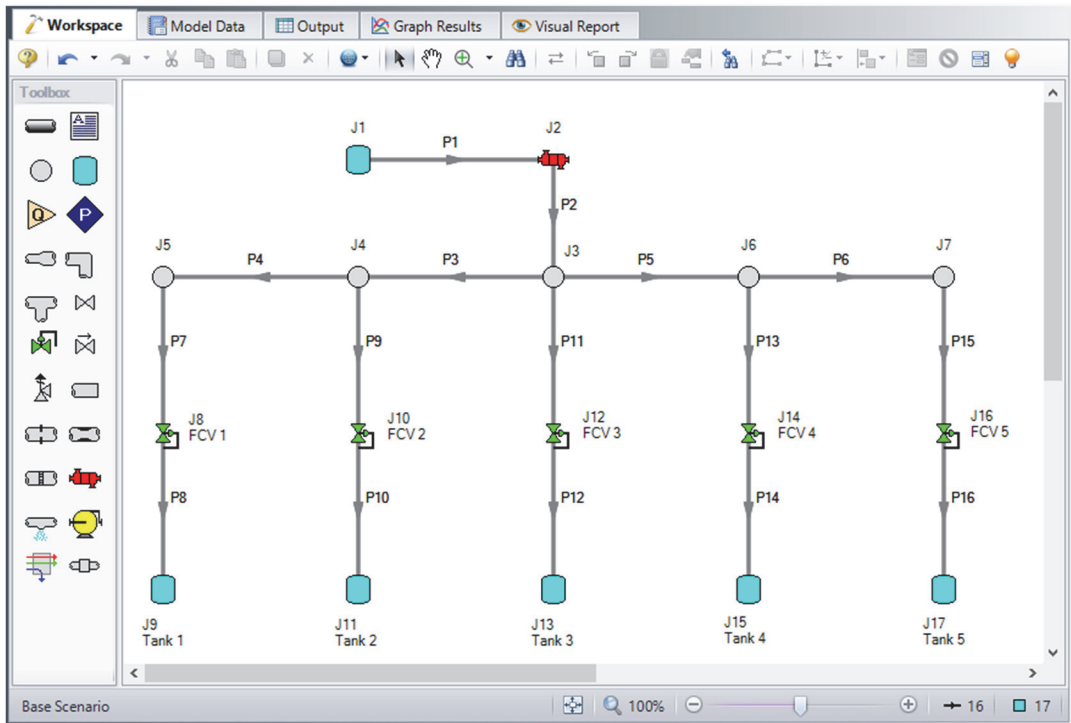 Workspace Model Data Output Graph Results Visual Report
Toolbox
A
Q P
J1 J2
P1
P2
J5 J4 J3 J6 J7
P4 P3 P5 P6
P7 P9 P11 P13 P15
J8 J10 J12 J14 J16
FCV 1 FCV 2 FCV 3 FCV 4 FCV 5
P8 P10 P12 P14 P16
J9 J11 J13 J15 J17
Tank 1 Tank 2 Tank 3 Tank 4 Tank 5
Base Scenario 100% 16 17